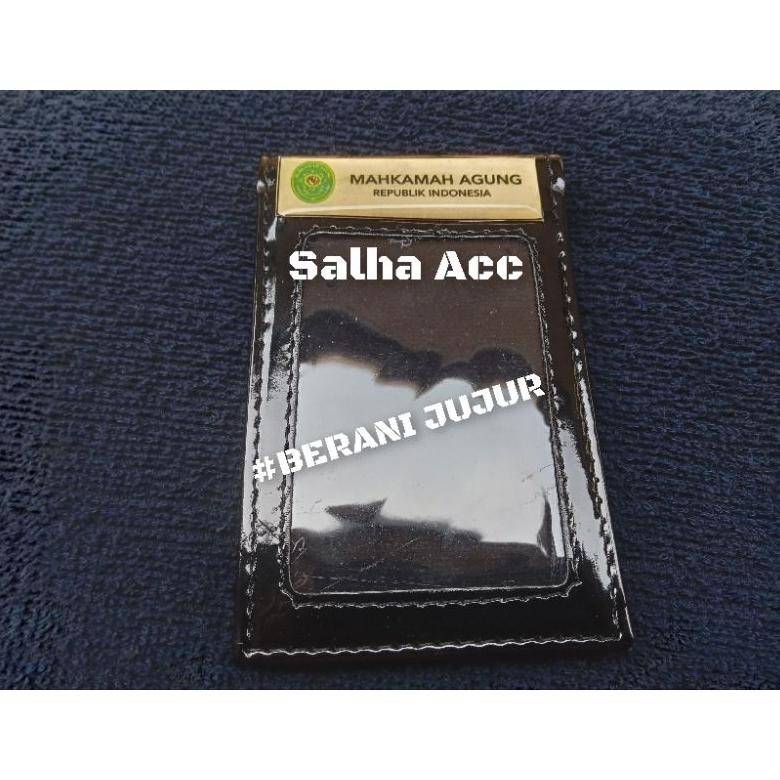 MAHKAMAH AGUNG
REPUBLIK INDONESIA
Salha Acc
#BERANI JUJUR